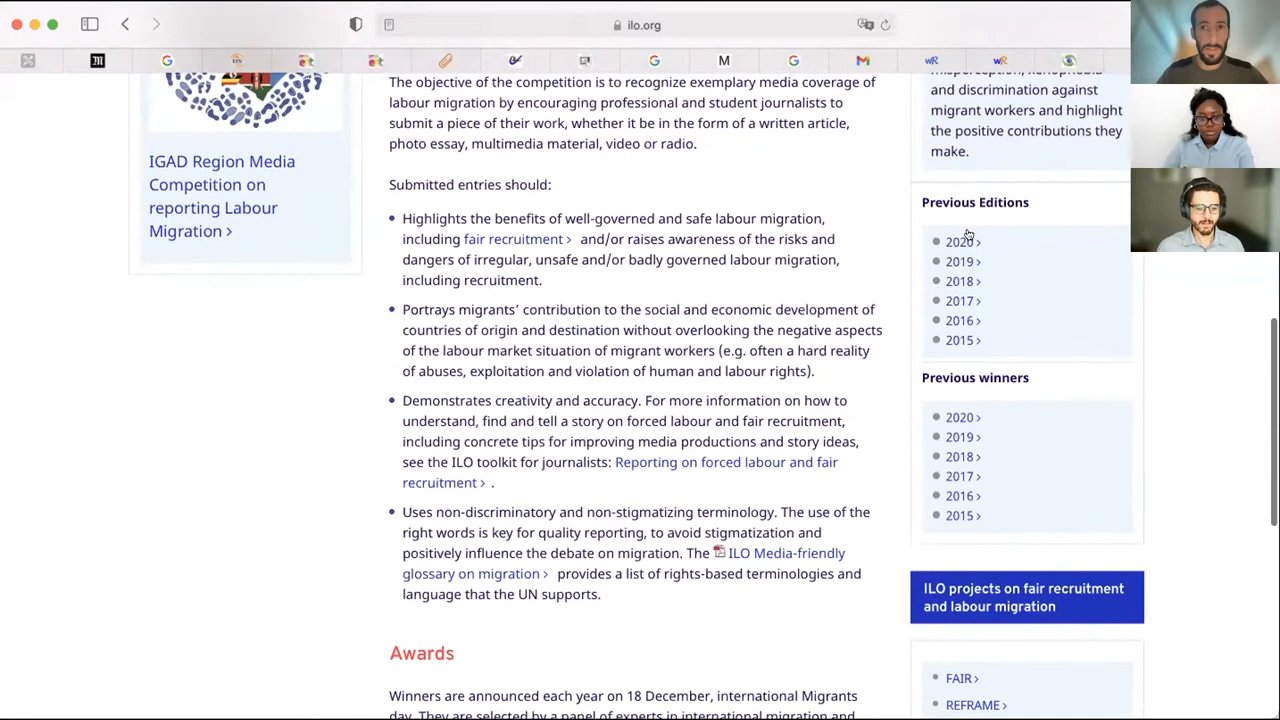 ilo.org
M
M
IGAD Region Media
Competition on
reporting Labour
Migration ›
The objective of the competition is to recognize exemplary media coverage of
labour migration by encouraging professional and student journalists to
submit a piece of their work, whether it be in the form of a written article,
photo essay, multimedia material, video or radio.
Submitted entries should:
Highlights the benefits of well-governed and safe labour migration,
including fair recruitment › and/or raises awareness of the risks and
dangers of irregular, unsafe and/or badly governed labour migration,
including recruitment.
Portrays migrants’ contribution to the social and economic development of
countries of origin and destination without overlooking the negative aspects
of the labour market situation of migrant workers (e.g. often a hard reality
of abuses, exploitation and violation of human and labour rights).
Demonstrates creativity and accuracy. For more information on how to
understand, find and tell a story on forced labour and fair recruitment,
including concrete tips for improving media productions and story ideas,
see the ILO toolkit for journalists: Reporting on forced labour and fair
recruitment › .
Uses non-discriminatory and non-stigmatizing terminology. The use of the
right words is key for quality reporting, to avoid stigmatization and
positively influence the debate on migration. The ILO Media-friendly
glossary on migration › provides a list of rights-based terminologies and
language that the UN supports.
Awards
Winners are announced each year on 18 December, international Migrants
day. They are selected by a panel of experts in international migration and
and discrimination against
migrant workers and highlight
the positive contributions they
make.
Previous Editions
2020 ›
2019 ›
2018 ›
2017 ›
2016 ›
2015 ›
Previous winners
2020 ›
2019 ›
2018 ›
2017 ›
2016 ›
2015 ›
ILO projects on fair recruitment
and labour migration
FAIR ›
REFRAME ›